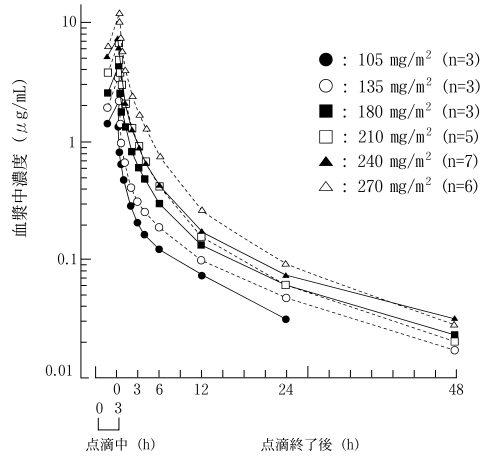 血漿中濃度 (μg/mL)
10
1
0.1
0.01
● : 105 mg/m² (n=3)
○ : 135 mg/m² (n=3)
■ : 180 mg/m² (n=3)
□ : 210 mg/m² (n=5)
▲ : 240 mg/m² (n=7)
△ : 270 mg/m² (n=6)
0 3 6 12 24 48
0 3
点滴中 (h) 点滴終了後 (h)